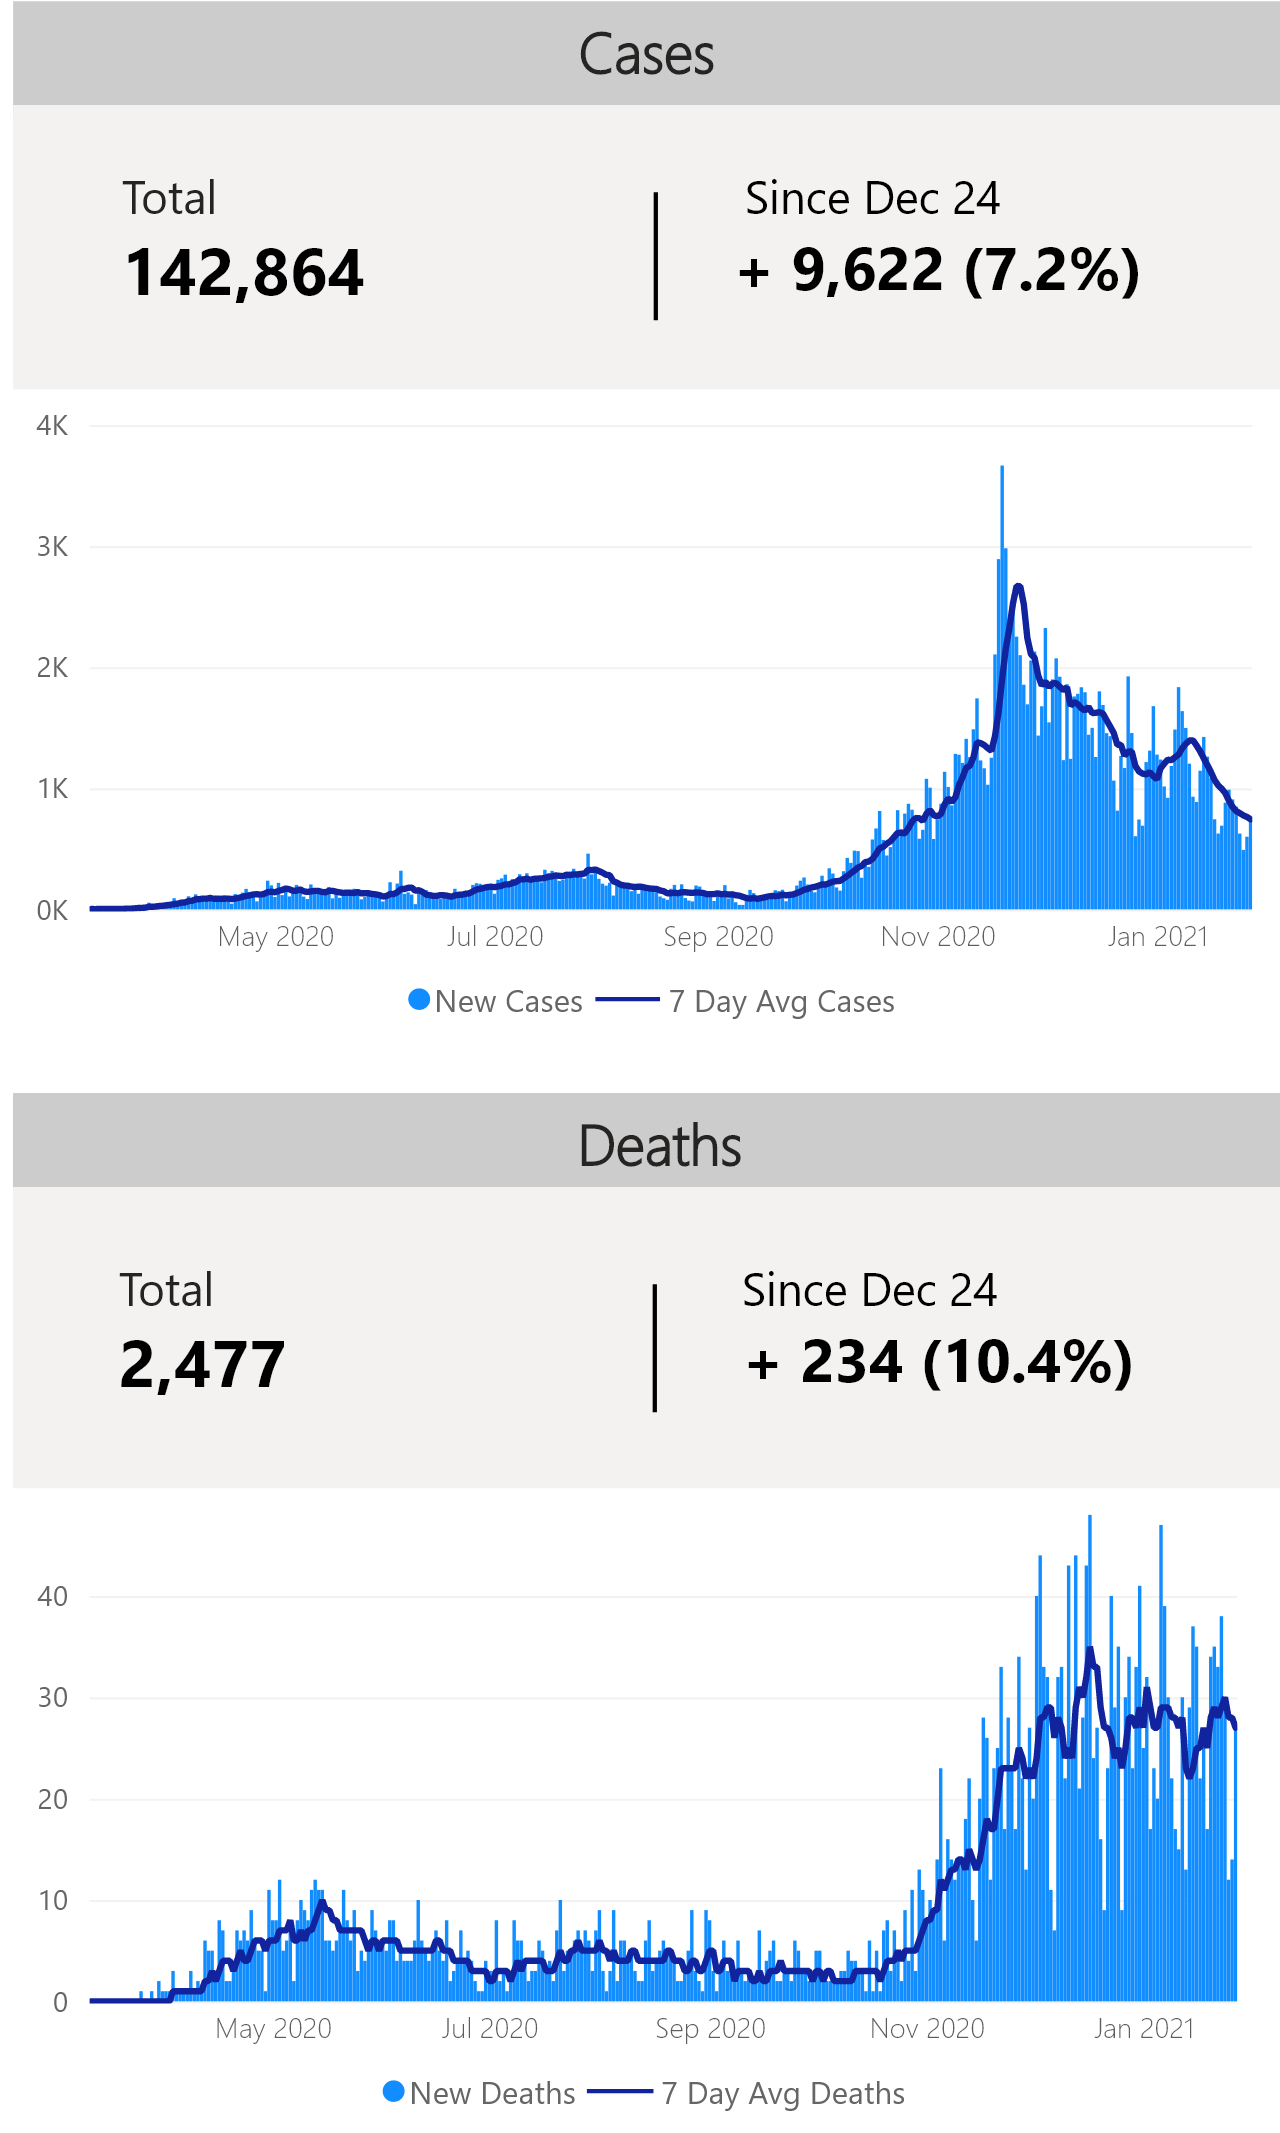 Cases
Total
Since Dec 24
142,864
+ 9,622 (7.2%)
4K
3K
2K
1K
0K
May 2020 Jul 2020 Sep 2020 Nov 2020 Jan 2021
New Cases 7 Day Avg Cases
Deaths
Total
Since Dec 24
2,477
+ 234 (10.4%)
40
30
20
10
0
May 2020 Jul 2020 Sep 2020 Nov 2020 Jan 2021
New Deaths 7 Day Avg Deaths